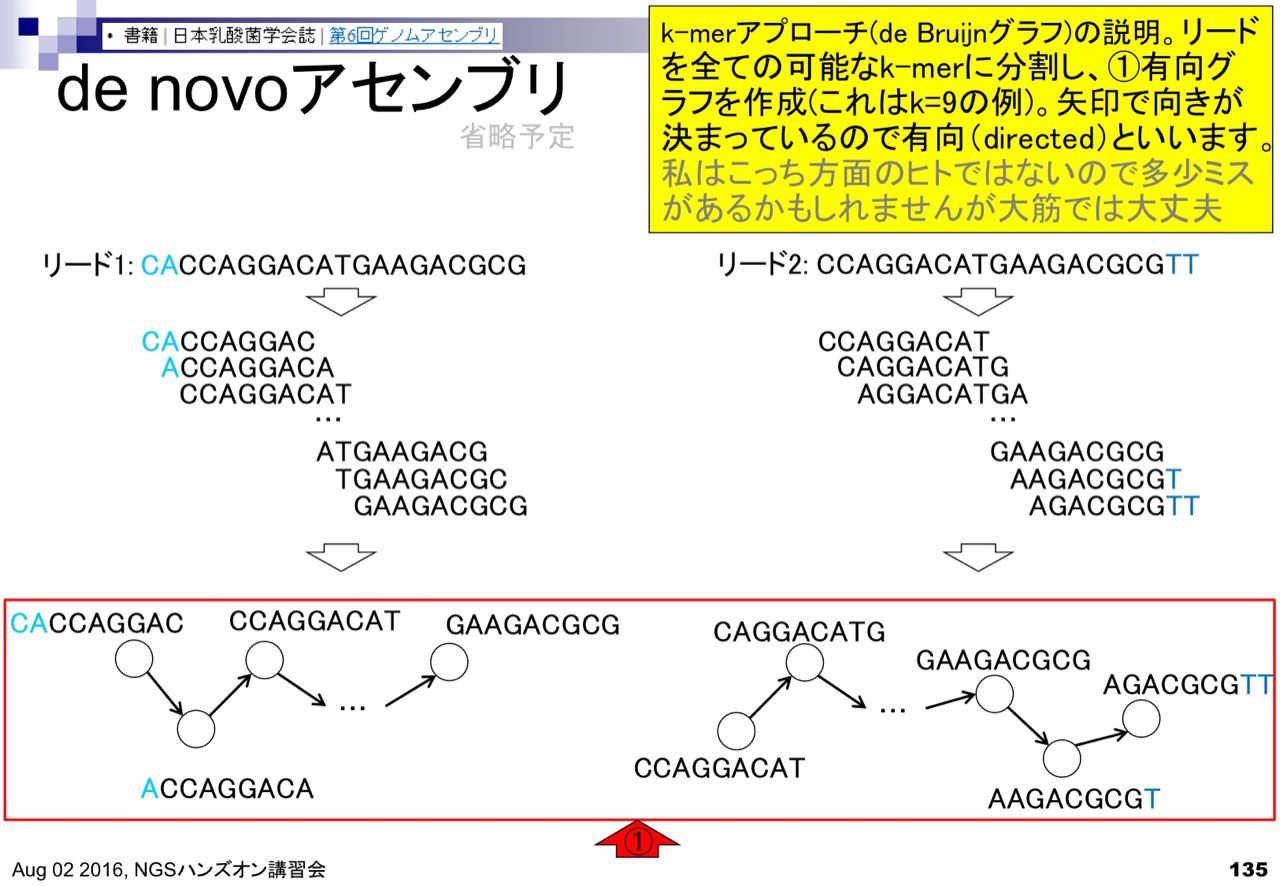 • 書籍 | 日本乳酸菌学会誌 | 第6回ゲノムアセンブリ
de novoアセンブリ
省略予定
k-merアプローチ(de Bruijnグラフ)の説明。リード
を全ての可能なk-merに分割し、①有向グ
ラフを作成(これはk=9の例)。矢印で向きが
決まっているので有向（directed）といいます。
私はこっち方面のヒトではないので多少ミス
があるかもしれませんが大筋では大丈夫
リード1: CACCAGGACATGAAGACGCG
CACCAGGAC
ACCAGGACA
CCAGGACAT
…
ATGAAGACG
TGAAGACGC
GAAGACGCG
リード2: CCAGGACATGAAGACGCGTT
CCAGGACAT
CAGGACATG
AGGACATGA
…
GAAGACGCG
AAGACGCGT
AGACGCGTT
CACCAGGAC
CCAGGACAT
GAAGACGCG
…
ACCAGGACA
CAGGACATG
GAAGACGCG
AGACGCGTT
…
CCAGGACAT
AAGACGCGT
①
Aug 02 2016, NGSハンズオン講習会
135